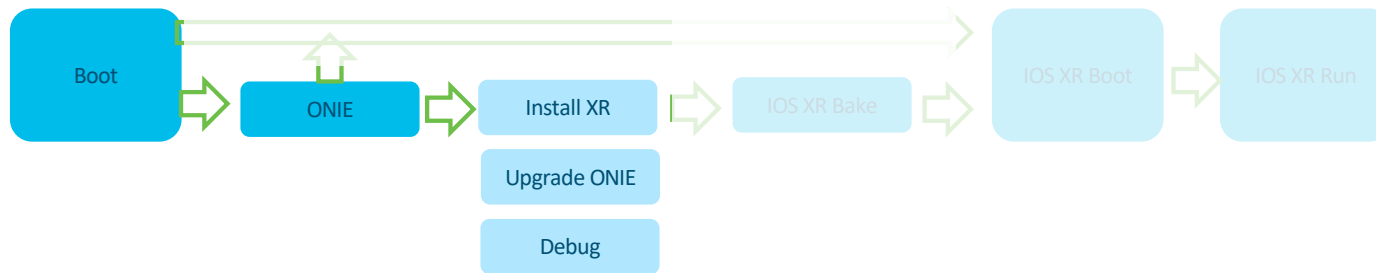 Boot
ONIE
Install XR
IOS XR Bake
IOS XR Boot
IOS XR Run
Upgrade ONIE
Debug